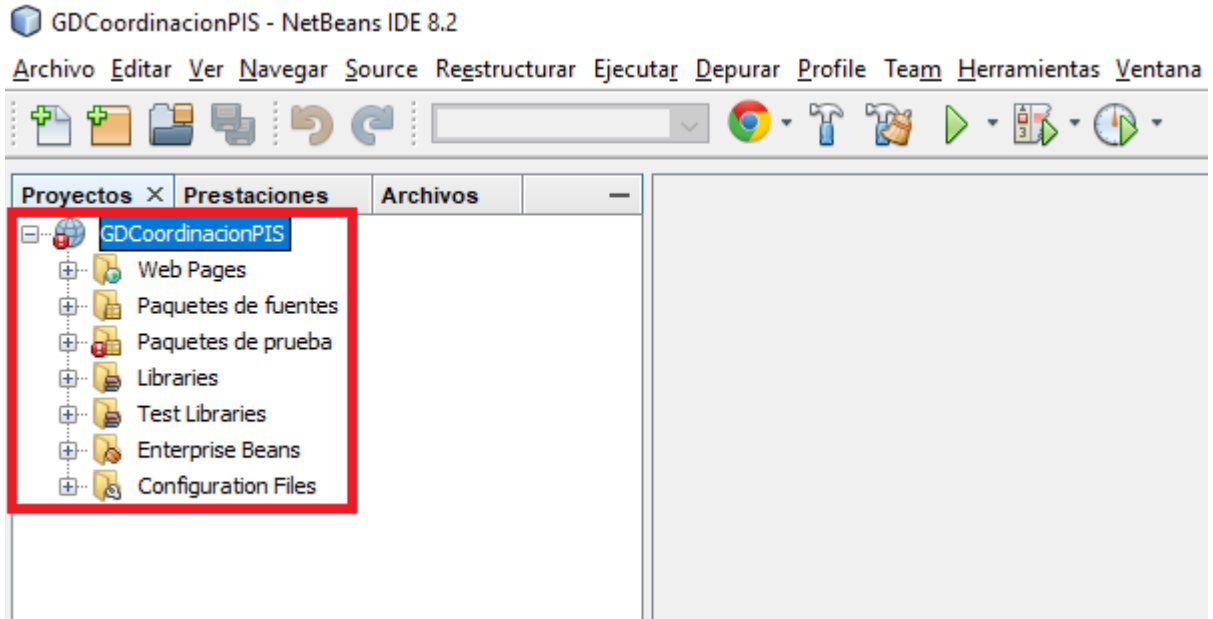 GDCoordinacionPIS - NetBeans IDE 8.2
Archivo Editar Ver Navegar Source Reestructurar Ejecutar Depurar Profile Team Herramientas Ventana
Proyectos Prestaciones Archivos
GDCoordinacionPIS
Web Pages
Paquetes de fuentes
Paquetes de prueba
Libraries
Test Libraries
Enterprise Beans
Configuration Files